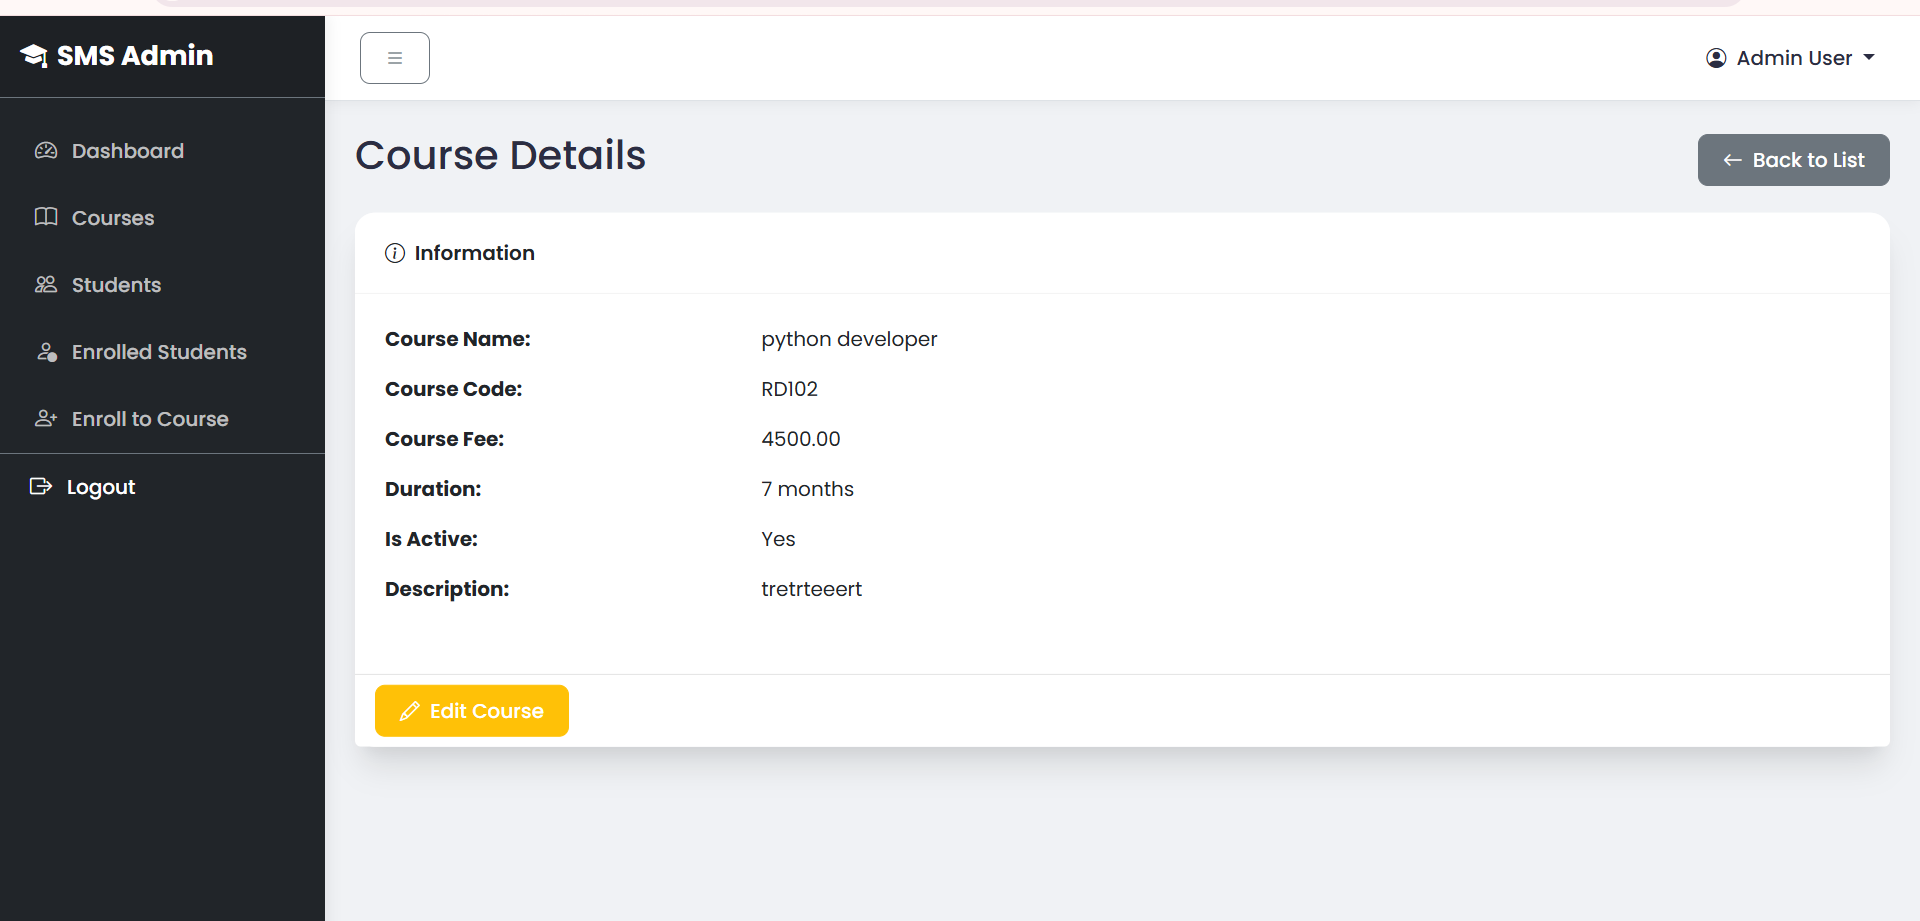 SMS Admin
Admin User
Dashboard
Courses
Students
Enrolled Students
Enroll to Course
Logout
Course Details
Back to List
Information
Course Name: python developer
Course Code: RD102
Course Fee: 4500.00
Duration: 7 months
Is Active: Yes
Description: tretrteeert
Edit Course